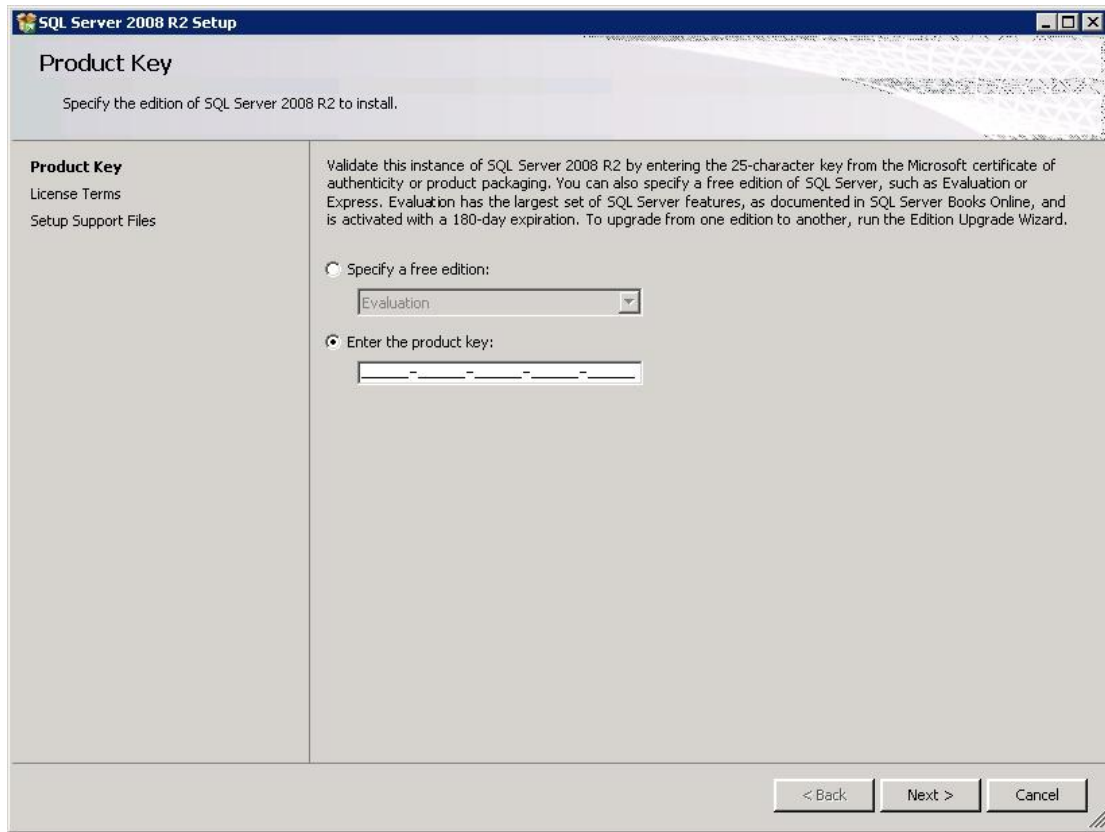 SQL Server 2008 R2 Setup
Product Key
Specify the edition of SQL Server 2008 R2 to install.
Product Key
License Terms
Setup Support Files
Validate this instance of SQL Server 2008 R2 by entering the 25-character key from the Microsoft certificate of
authenticity or product packaging. You can also specify a free edition of SQL Server, such as Evaluation or
Express. Evaluation has the largest set of SQL Server features, as documented in SQL Server Books Online, and
is activated with a 180-day expiration. To upgrade from one edition to another, run the Edition Upgrade Wizard.
Specify a free edition:
Evaluation
Enter the product key:
_____-_____-_____-_____-_____
< Back
Next >
Cancel